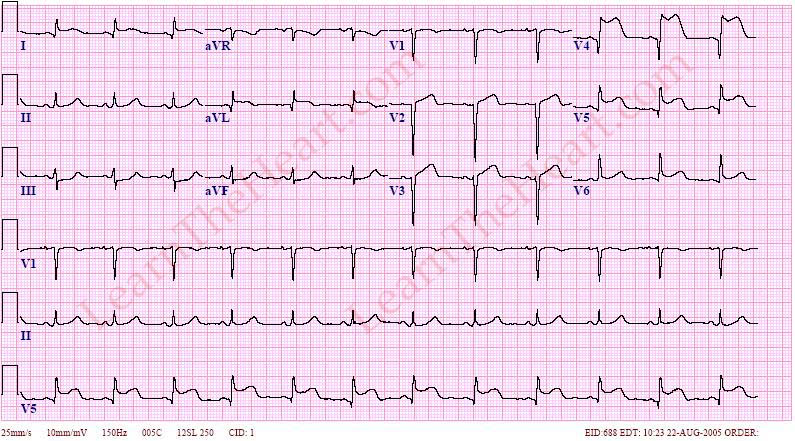 I aVR V1 V4
II aVL V2 V5
III aVF V3 V6
V1
II
V5
LearnTheHeart.com
LearnTheHeart.com
25mm/s 10mm/mV 150Hz 005C 12SL 250 CID: 1 EID:688 EDT: 10:23 22-AUG-2005 ORDER: